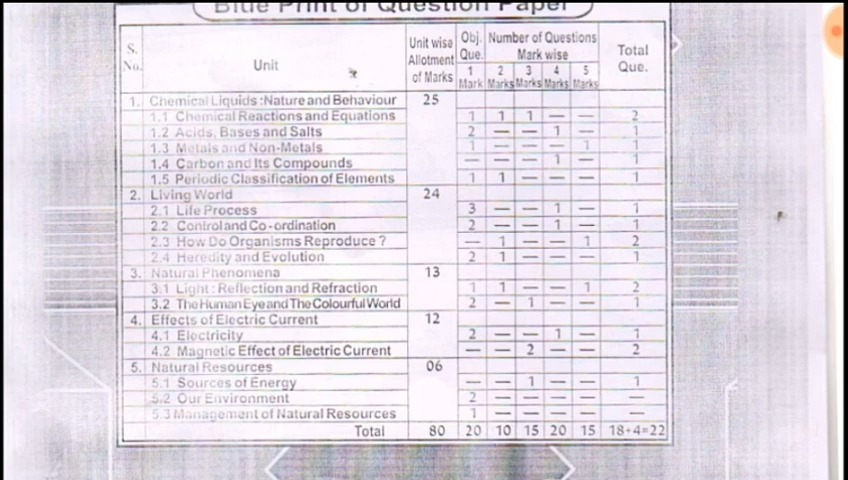 Blue Print of Question Paper
S. No. Unit Unit wise Allotment of Marks Obj. Que. Number of Questions Mark wise Total Que.
1 Mark 2 Marks 3 Marks 4 Marks 5 Marks
1. Chemical Liquids :Nature and Behaviour 25
1.1 Chemical Reactions and Equations 1 1 1 — — 2
1.2 Acids, Bases and Salts 2 — — 1 — 1
1.3 Metals and Non-Metals 1 — — — 1 1
1.4 Carbon and Its Compounds — — — 1 — 1
1.5 Periodic Classification of Elements 1 1 — — — 1
2. Living World 24
2.1 Life Process 3 — — 1 — 1
2.2 Control and Co-ordination 2 — — 1 — 1
2.3 How Do Organisms Reproduce ? — 1 — — 1 2
2.4 Heredity and Evolution 2 1 — — — 1
3. Natural Phenomena 13
3.1 Light : Reflection and Refraction 1 1 — — 1 2
3.2 The Human Eye and The Colourful World 2 — 1 — — 1
4. Effects of Electric Current 12
4.1 Electricity 2 — — 1 — 1
4.2 Magnetic Effect of Electric Current — — 2 — — 2
5. Natural Resources 06
5.1 Sources of Energy — — 1 — — 1
5.2 Our Environment 2 — — — — —
5.3 Management of Natural Resources 1 — — — — —
Total 80 20 10 15 20 15 18+4=22